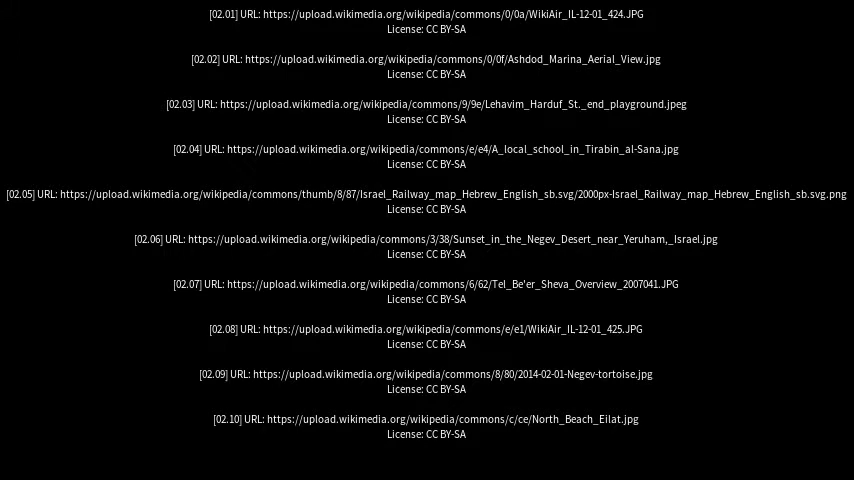 [02.01] URL: https://upload.wikimedia.org/wikipedia/commons/0/0a/WikiAir_IL-12-01_424.JPG
License: CC BY-SA
[02.02] URL: https://upload.wikimedia.org/wikipedia/commons/0/0f/Ashdod_Marina_Aerial_View.jpg
License: CC BY-SA
[02.03] URL: https://upload.wikimedia.org/wikipedia/commons/9/9e/Lehavim_Harduf_St._end_playground.jpeg
License: CC BY-SA
[02.04] URL: https://upload.wikimedia.org/wikipedia/commons/e/e4/A_local_school_in_Tirabin_al-Sana.jpg
License: CC BY-SA
[02.05] URL: https://upload.wikimedia.org/wikipedia/commons/thumb/8/87/Israel_Railway_map_Hebrew_English_sb.svg/2000px-Israel_Railway_map_Hebrew_English_sb.svg.png
License: CC BY-SA
[02.06] URL: https://upload.wikimedia.org/wikipedia/commons/3/38/Sunset_in_the_Negev_Desert_near_Yeruham,_Israel.jpg
License: CC BY-SA
[02.07] URL: https://upload.wikimedia.org/wikipedia/commons/6/62/Tel_Be'er_Sheva_Overview_2007041.JPG
License: CC BY-SA
[02.08] URL: https://upload.wikimedia.org/wikipedia/commons/e/e1/WikiAir_IL-12-01_425.JPG
License: CC BY-SA
[02.09] URL: https://upload.wikimedia.org/wikipedia/commons/8/80/2014-02-01-Negev-tortoise.jpg
License: CC BY-SA
[02.10] URL: https://upload.wikimedia.org/wikipedia/commons/c/ce/North_Beach_Eilat.jpg
License: CC BY-SA